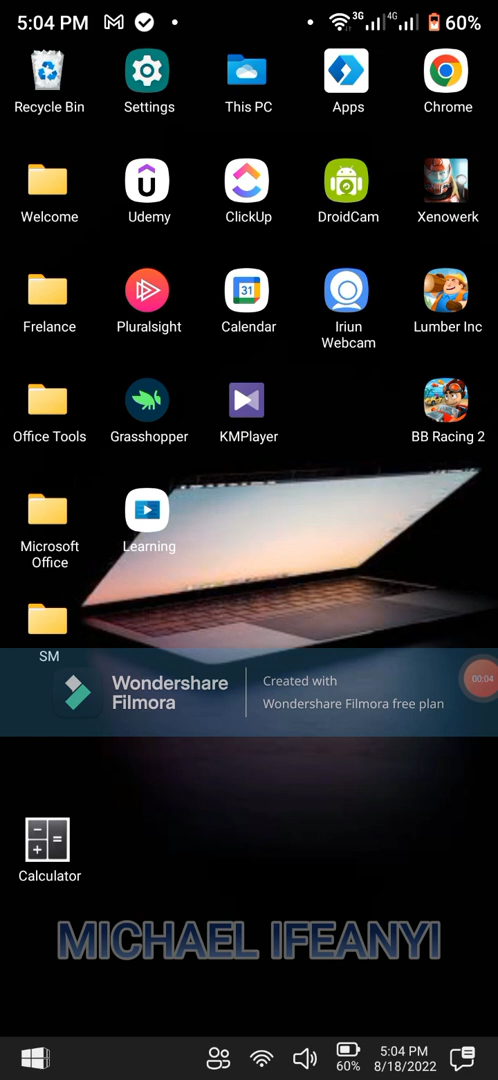 5:04 PM
3G
4G
60%
Recycle Bin
Settings
This PC
Apps
Chrome
Welcome
Udemy
ClickUp
DroidCam
Xenowerk
Frelance
Pluralsight
31
Calendar
Iriun
Webcam
Lumber Inc
Office Tools
Grasshopper
KMPlayer
BB Racing 2
Microsoft
Office
Learning
SM
Wondershare
Filmora
Created with
Wondershare Filmora free plan
00:04
Calculator
MICHAEL IFEANYI
60%
5:04 PM
8/18/2022